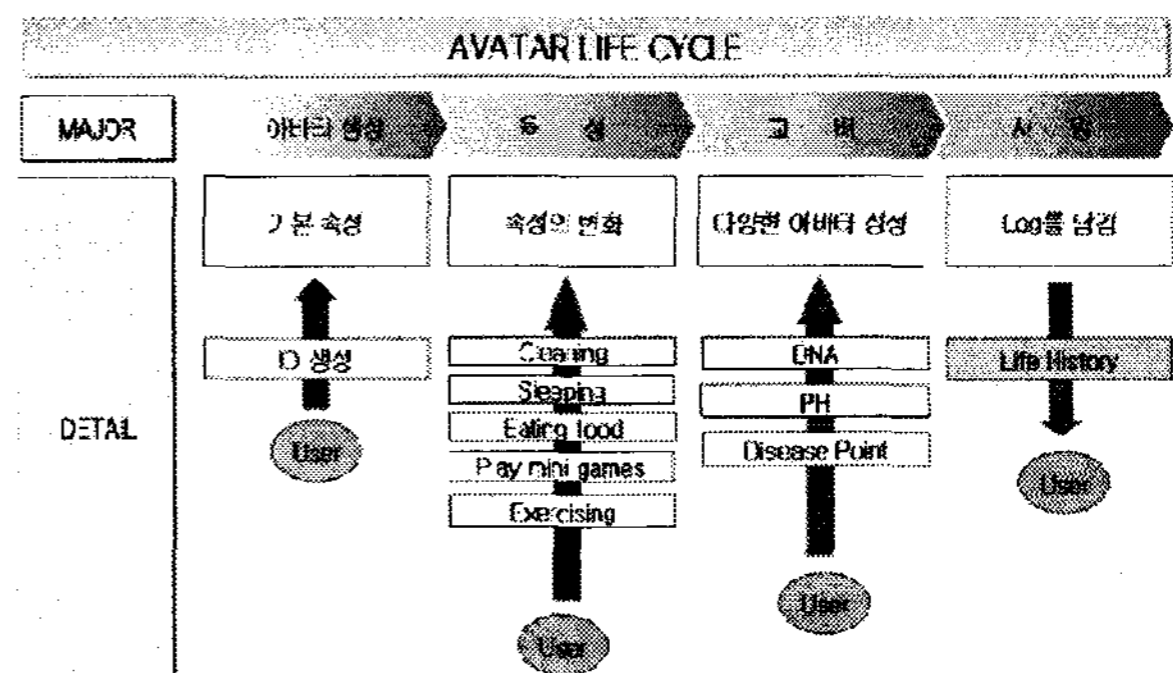 AVATAR LIFE CYCLE
MAJOR
아바타 생성
교 배
사 망
기본 속성
속성의 변화
다양한 아바타 생성
Log를 남김
DETAIL
ID 생성
User
Cleaning
Sleeping
Eating food
Play mini games
Exercising
User
DNA
PH
Disease Point
User
Life History
User